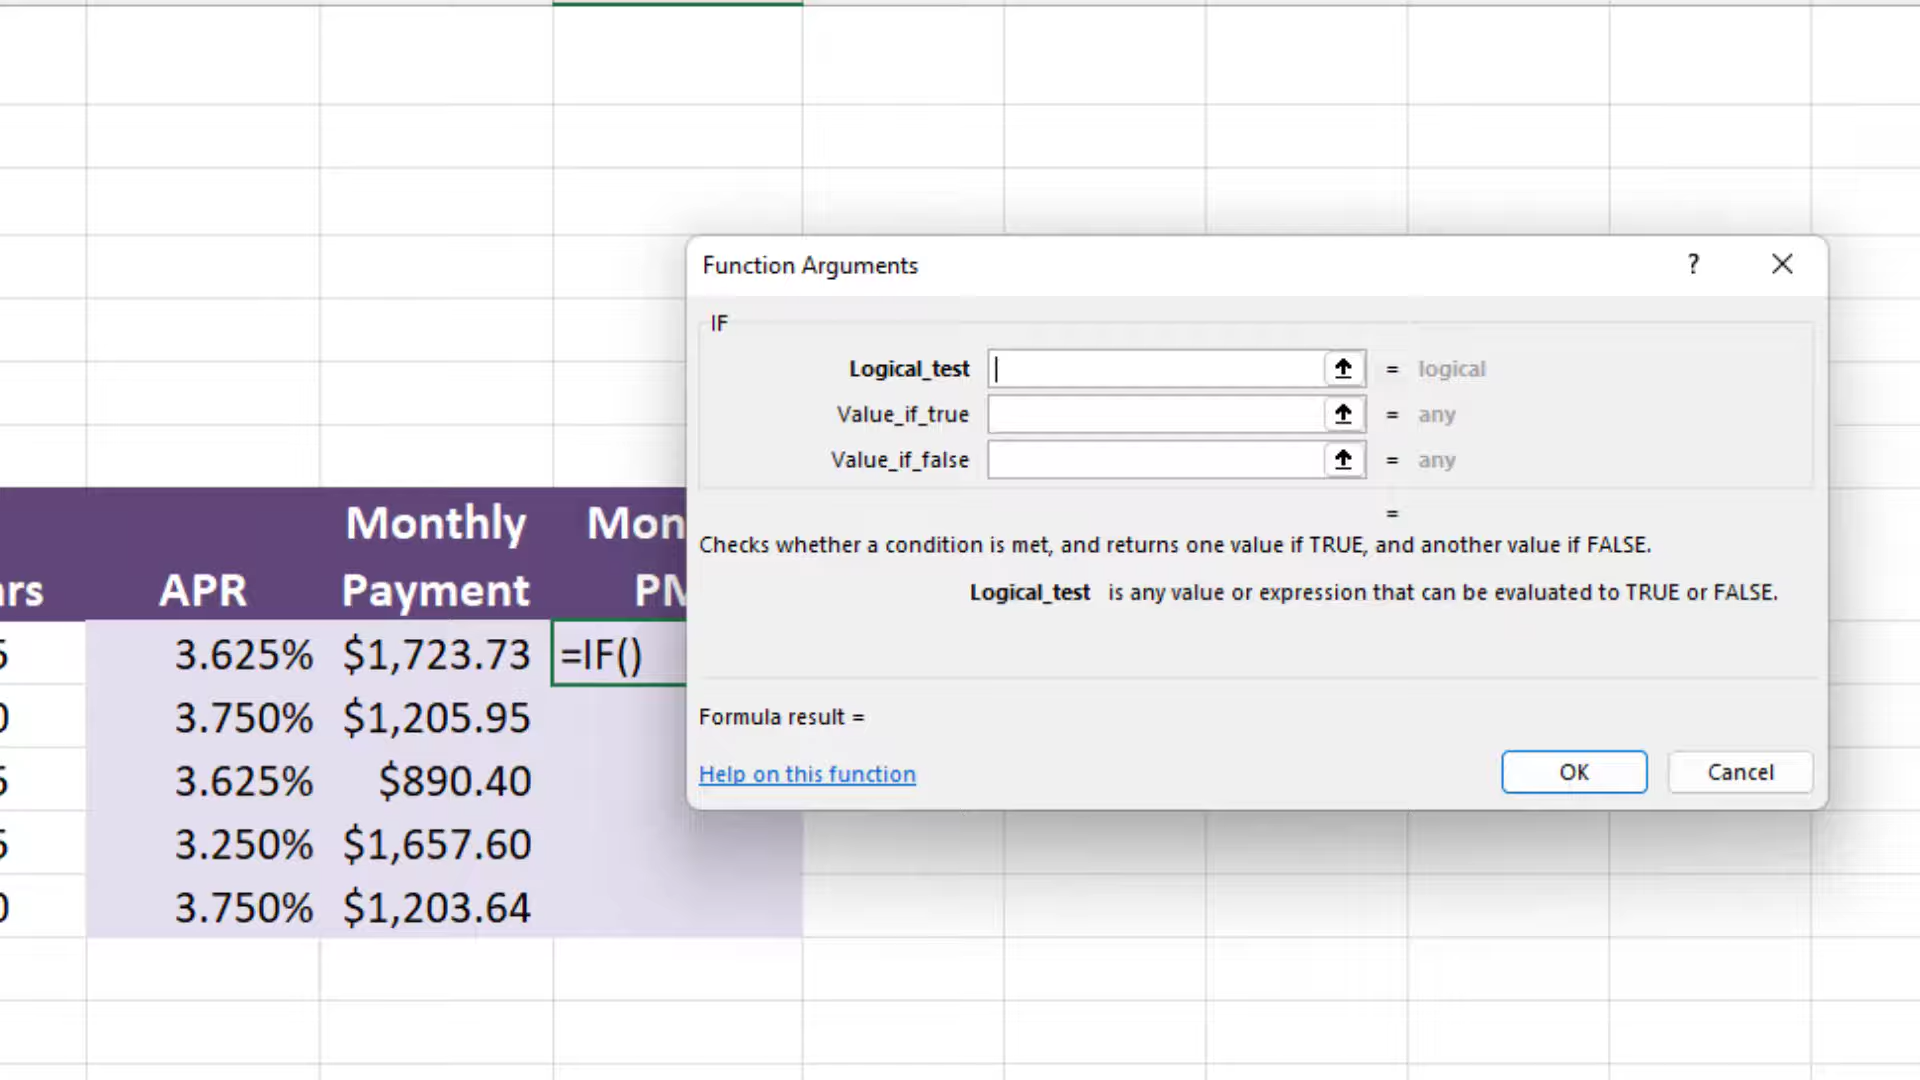 Function Arguments ?
IF
Logical_test = logical
Value_if_true = any
Value_if_false = any
=
Checks whether a condition is met, and returns one value if TRUE, and another value if FALSE.
Logical_test is any value or expression that can be evaluated to TRUE or FALSE.
Formula result =
Help on this function
OK Cancel
Monthly
APR Payment
3.625% $1,723.73 =IF()
3.750% $1,205.95
3.625% $890.40
3.250% $1,657.60
3.750% $1,203.64